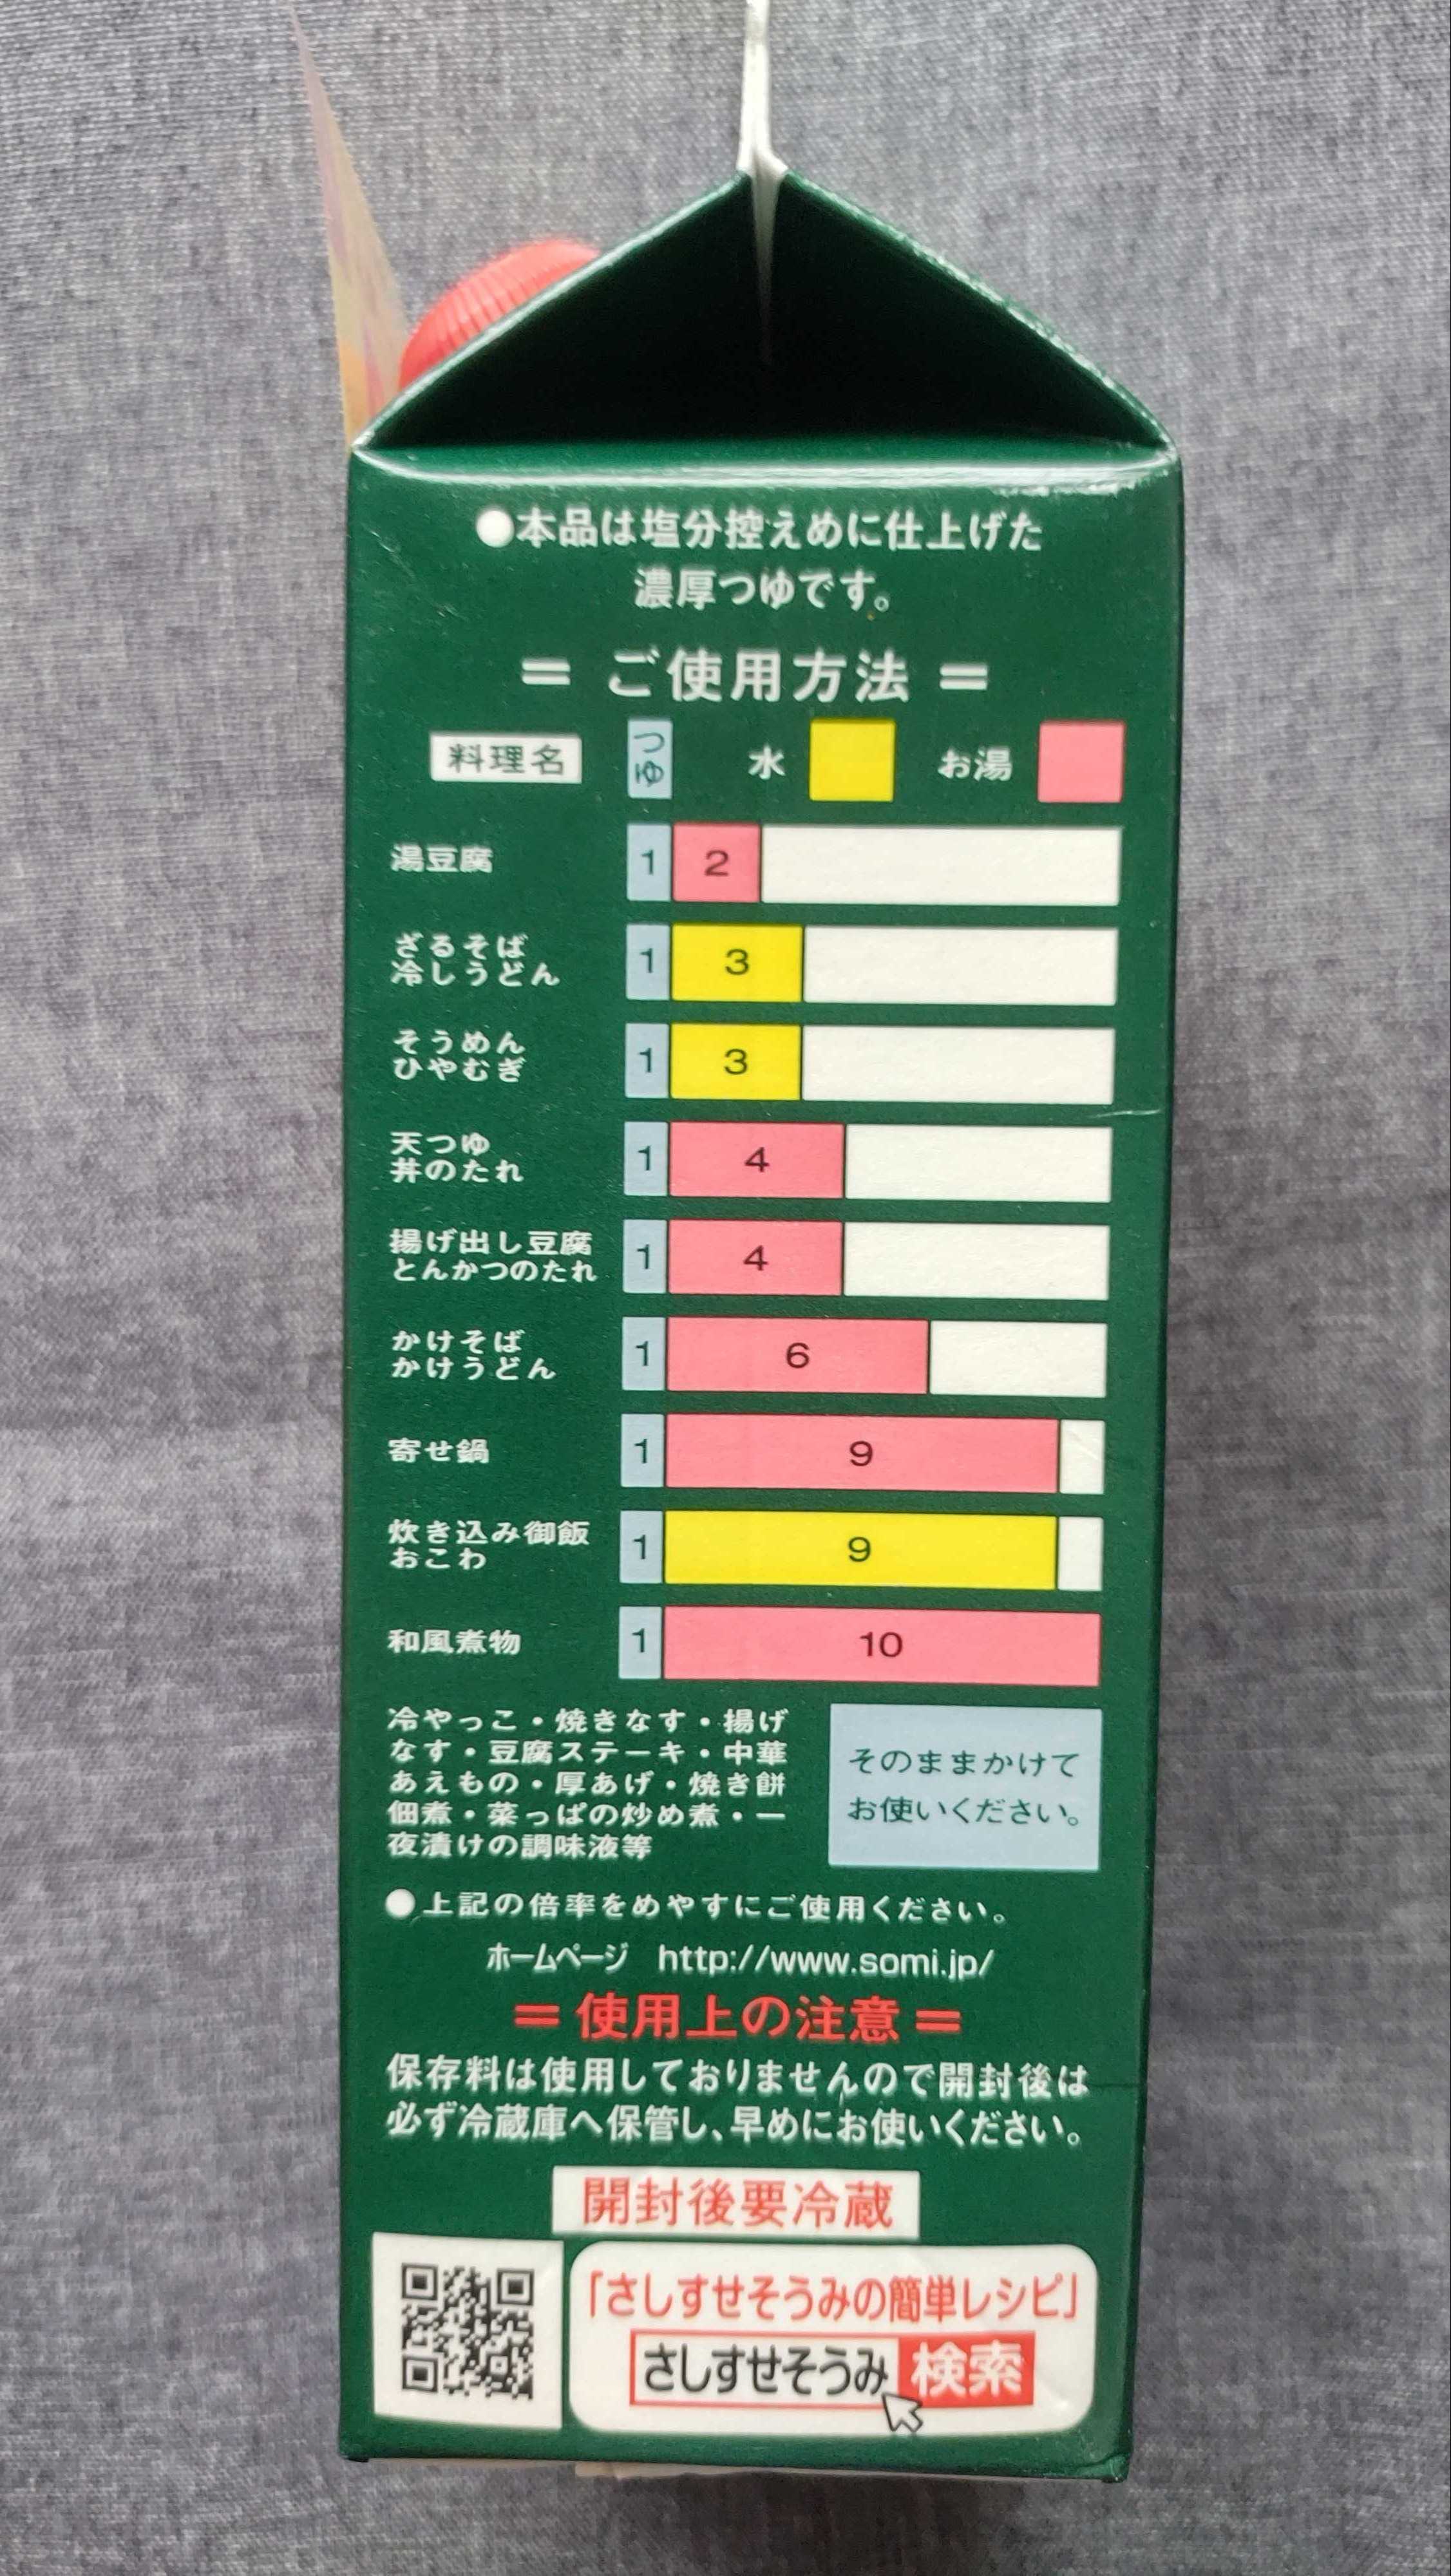 ●本品は塩分控えめに仕上げた
濃厚つゆです。
= ご使用方法 =
料理名 つゆ 水 お湯
湯豆腐 1 2
ざるそば
冷しうどん 1 3
そうめん
ひやむぎ 1 3
天つゆ
丼のたれ 1 4
揚げ出し豆腐
とんかつのたれ 1 4
かけそば
かけうどん 1 6
寄せ鍋 1 9
炊き込み御飯
おこわ 1 9
和風煮物 1 10
冷やっこ・焼きなす・揚げ
なす・豆腐ステーキ・中華
あえもの・厚あげ・焼き餅
佃煮・菜っぱの炒め煮・一
夜漬けの調味液等
そのままかけて
お使いください。
●上記の倍率をめやすにご使用ください。
ホームページ http://www.somi.jp/
= 使用上の注意 =
保存料は使用しておりませんので開封後は
必ず冷蔵庫へ保管し、早めにお使いください。
開封後要冷蔵
「さしすせそうみの簡単レシピ」
さしすせそうみ 検索